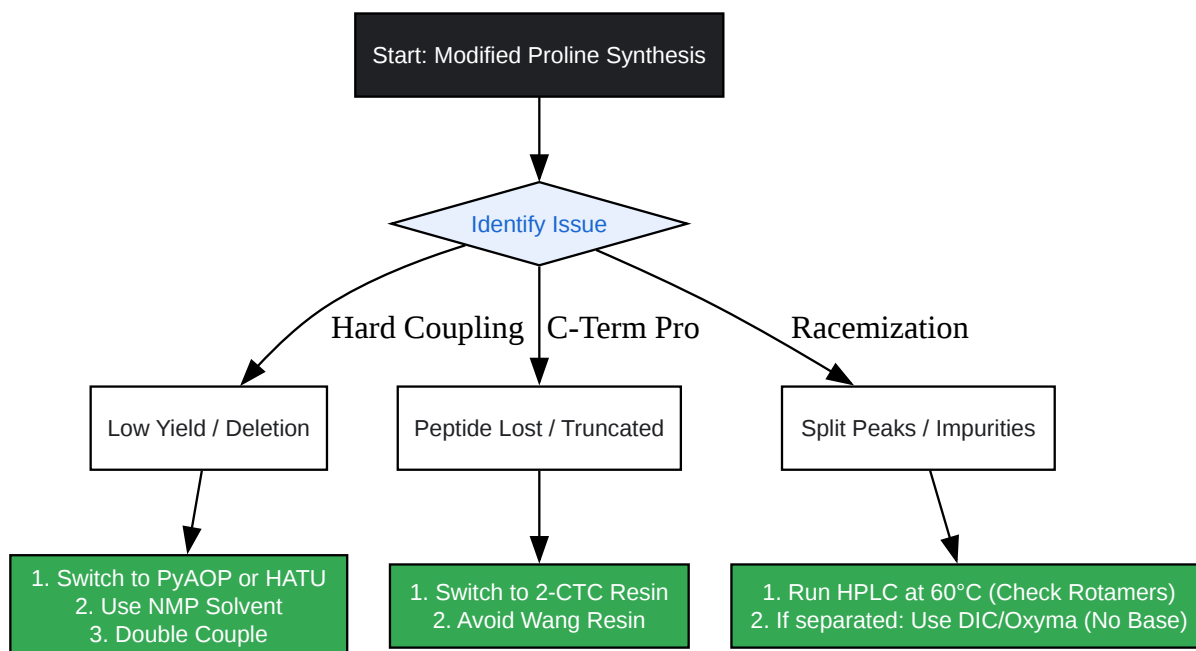 Start: Modified Proline Synthesis
Identify Issue
Hard Coupling
C-Term Pro
Racemization
Low Yield / Deletion
Peptide Lost / Truncated
Split Peaks / Impurities
1. Switch to PyAOP or HATU
2. Use NMP Solvent
3. Double Couple
1. Switch to 2-CTC Resin
2. Avoid Wang Resin
1. Run HPLC at 60°C (Check Rotamers)
2. If separated: Use DIC/Oxyma (No Base)